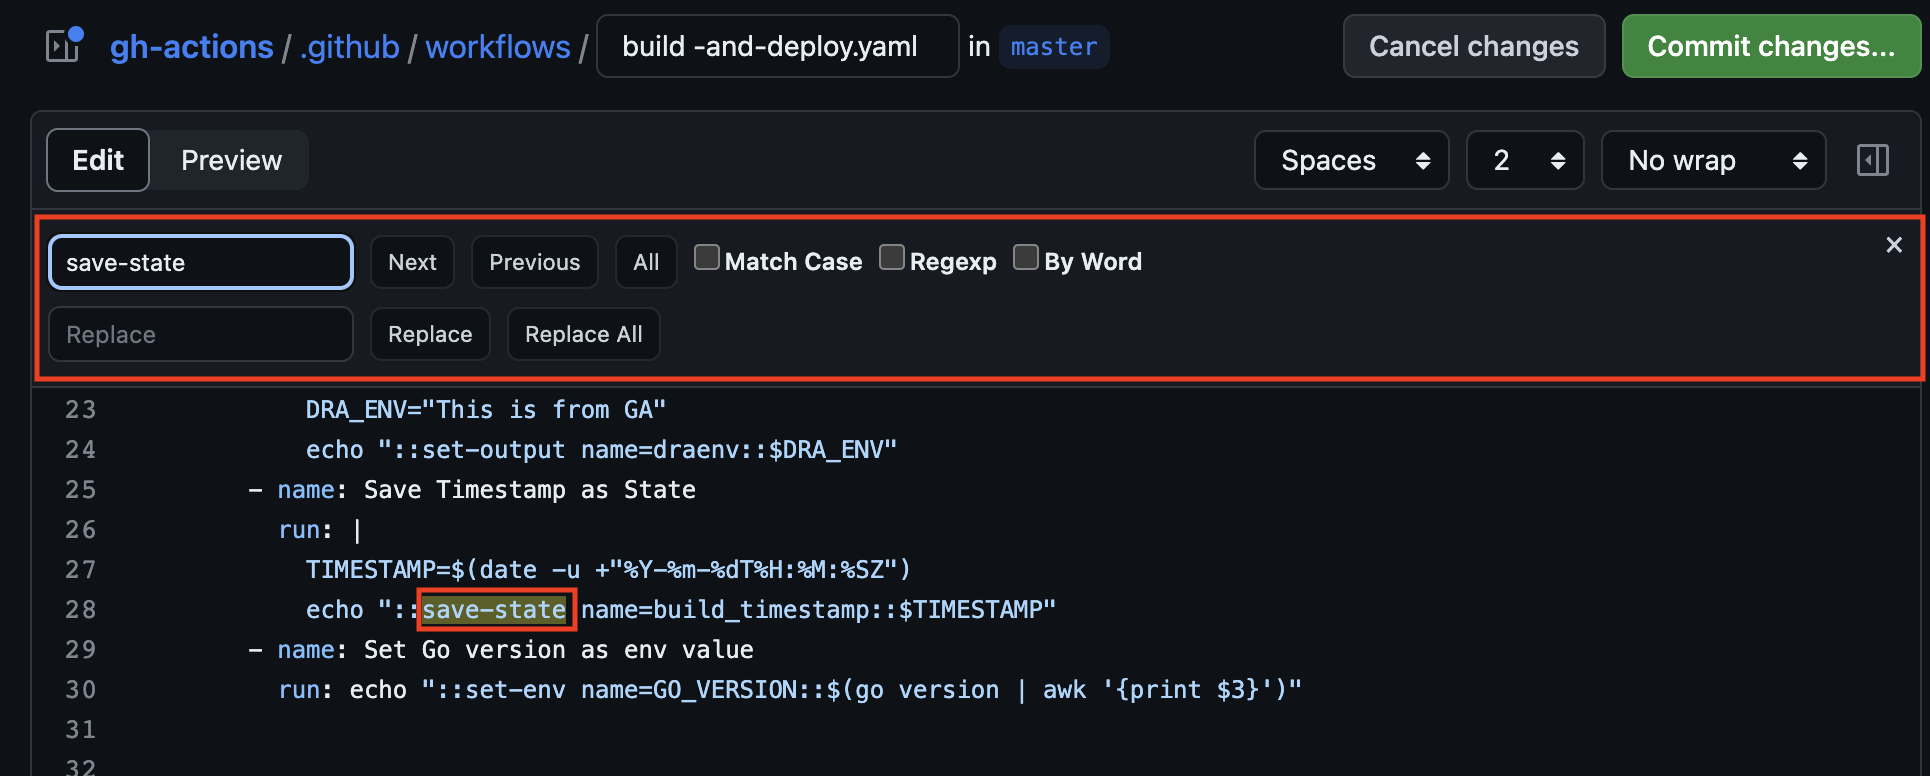 gh-actions / .github / workflows / build -and-deploy.yaml in master Cancel changes Commit changes...
Edit Preview Spaces 2 No wrap
save-state Next Previous All Match Case Regexp By Word ×
Replace Replace Replace All
23 DRA_ENV="This is from GA"
24 echo "::set-output name=draenv::$DRA_ENV"
25 - name: Save Timestamp as State
26 run: |
27 TIMESTAMP=$(date -u +"%Y-%m-%dT%H:%M:%SZ")
28 echo "::save-state name=build_timestamp::$TIMESTAMP"
29 - name: Set Go version as env value
30 run: echo "::set-env name=GO_VERSION::$(go version | awk '{print $3}')"
31
32